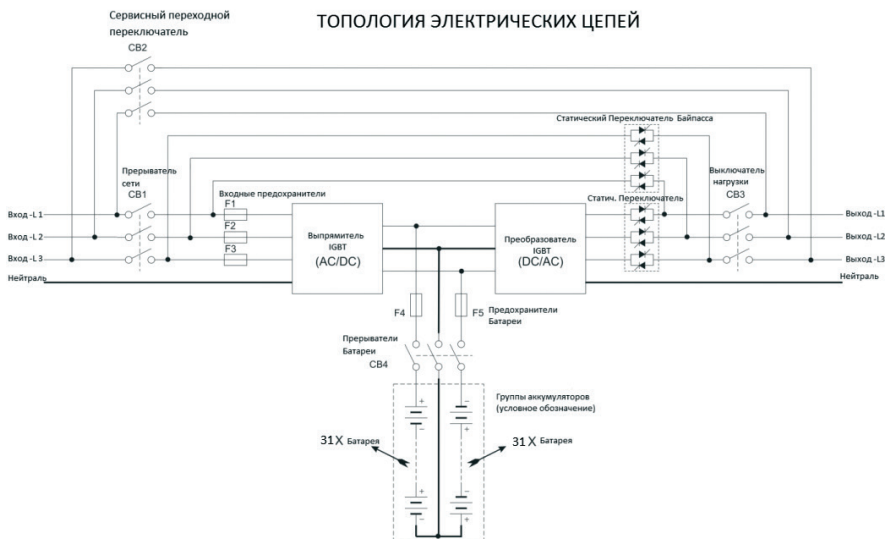 Сервисный переходной
переключатель
CB2
ТОПОЛОГИЯ ЭЛЕКТРИЧЕСКИХ ЦЕПЕЙ
Статический Переключатель Байпасса
Прерыватель
сети
CB1
Входные предохранители
F1
F2
F3
Выключатель
нагрузки
CB3
Статич. Переключатель
Вход -L 1
Вход -L 2
Вход -L 3
Нейтраль
Выпрямитель
IGBT
(AC/DC)
Преобразователь
IGBT
(DC/AC)
Выход -L1
Выход -L2
Выход -L3
Нейтраль
F4
F5
Предохранители
Батареи
Прерыватели
Батареи
CB4
Группы аккумуляторов
(условное обозначение)
31X Батарея
31X Батарея